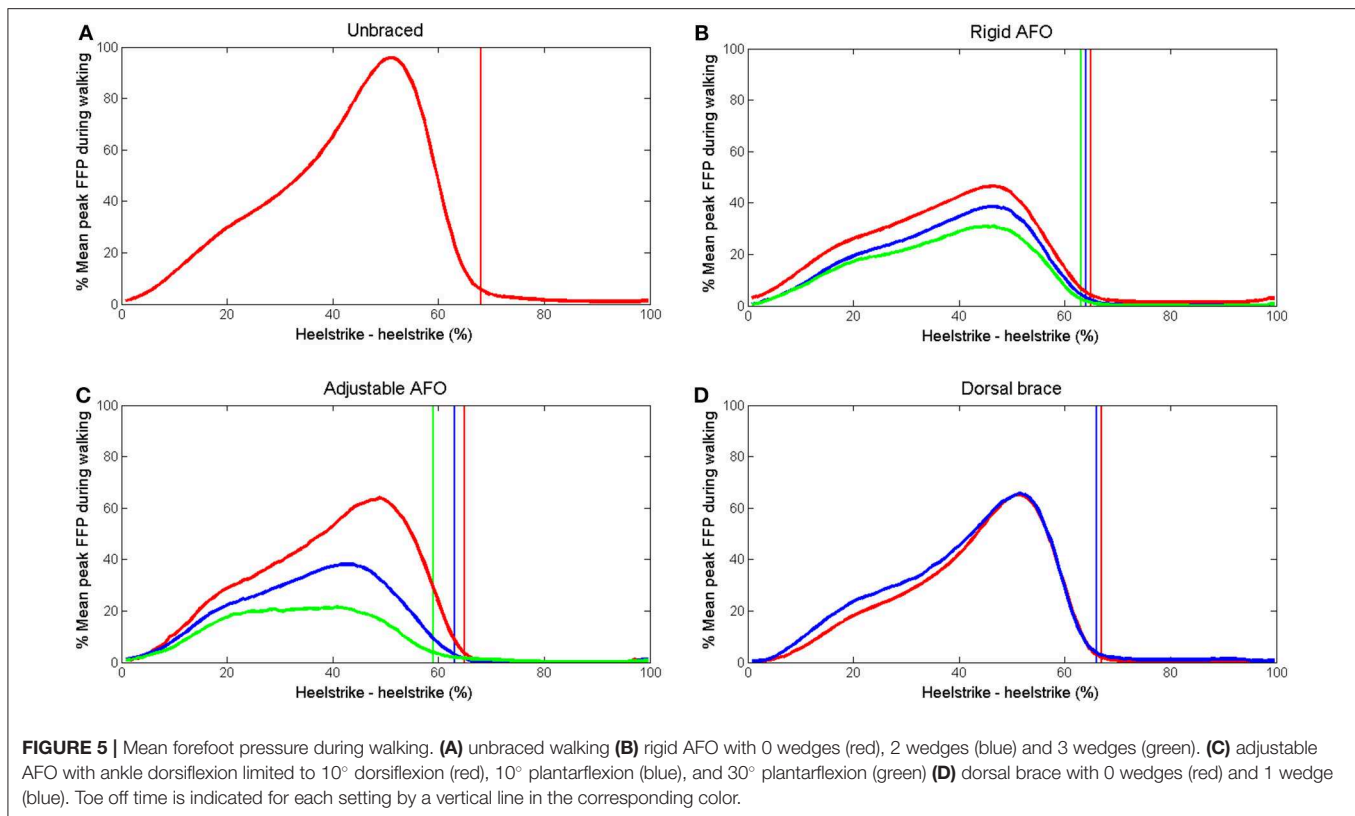 A
Unbraced
% Mean peak FFP during walking
100
80
60
40
20
0
0 20 40 60 80 100
Heelstrike - heelstrike (%)
B
Rigid AFO
% Mean peak FFP during walking
100
80
60
40
20
0
0 20 40 60 80 100
Heelstrike - heelstrike (%)
C
Adjustable AFO
% Mean peak FFP during walking
100
80
60
40
20
0
0 20 40 60 80 100
Heelstrike - heelstrike (%)
D
Dorsal brace
% Mean peak FFP during walking
100
80
60
40
20
0
0 20 40 60 80 100
Heelstrike - heelstrike (%)
FIGURE 5 | Mean forefoot pressure during walking. (A) unbraced walking (B) rigid AFO with 0 wedges (red), 2 wedges (blue) and 3 wedges (green). (C) adjustable
AFO with ankle dorsiflexion limited to 10° dorsiflexion (red), 10° plantarflexion (blue), and 30° plantarflexion (green) (D) dorsal brace with 0 wedges (red) and 1 wedge
(blue). Toe off time is indicated for each setting by a vertical line in the corresponding color.